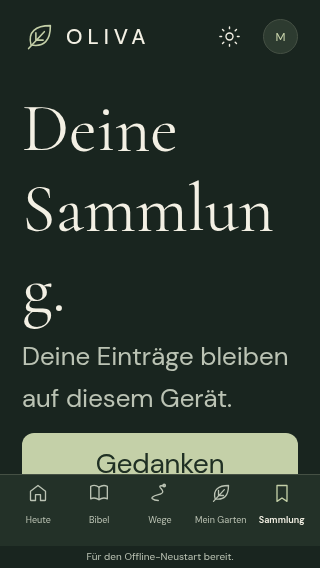 OLIVA
M
Deine
Sammlun
g.
Deine Einträge bleiben
auf diesem Gerät.
Gedanken
Heute
Bibel
Wege
Mein Garten
Sammlung
Für den Offline-Neustart bereit.